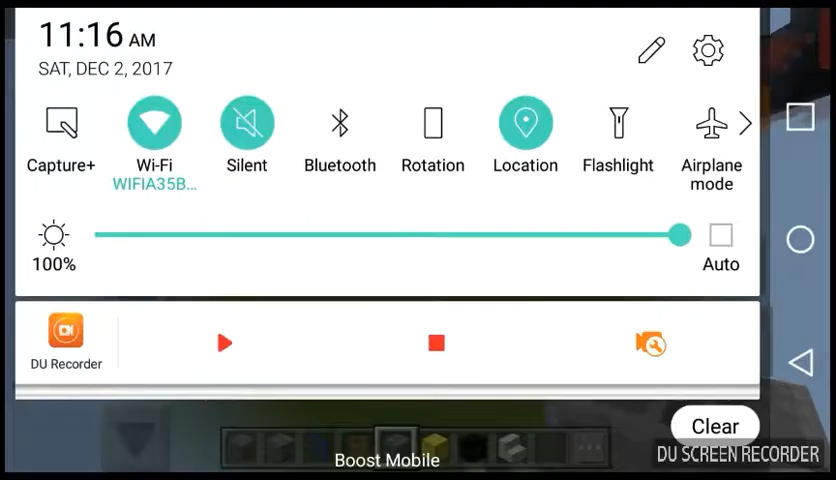 11:16 AM
SAT, DEC 2, 2017
Capture+
Wi-Fi
WIFIA35B...
Silent
Bluetooth
Rotation
Location
Flashlight
Airplane
mode
100%
Auto
DU Recorder
Clear
DU SCREEN RECORDER
Boost Mobile